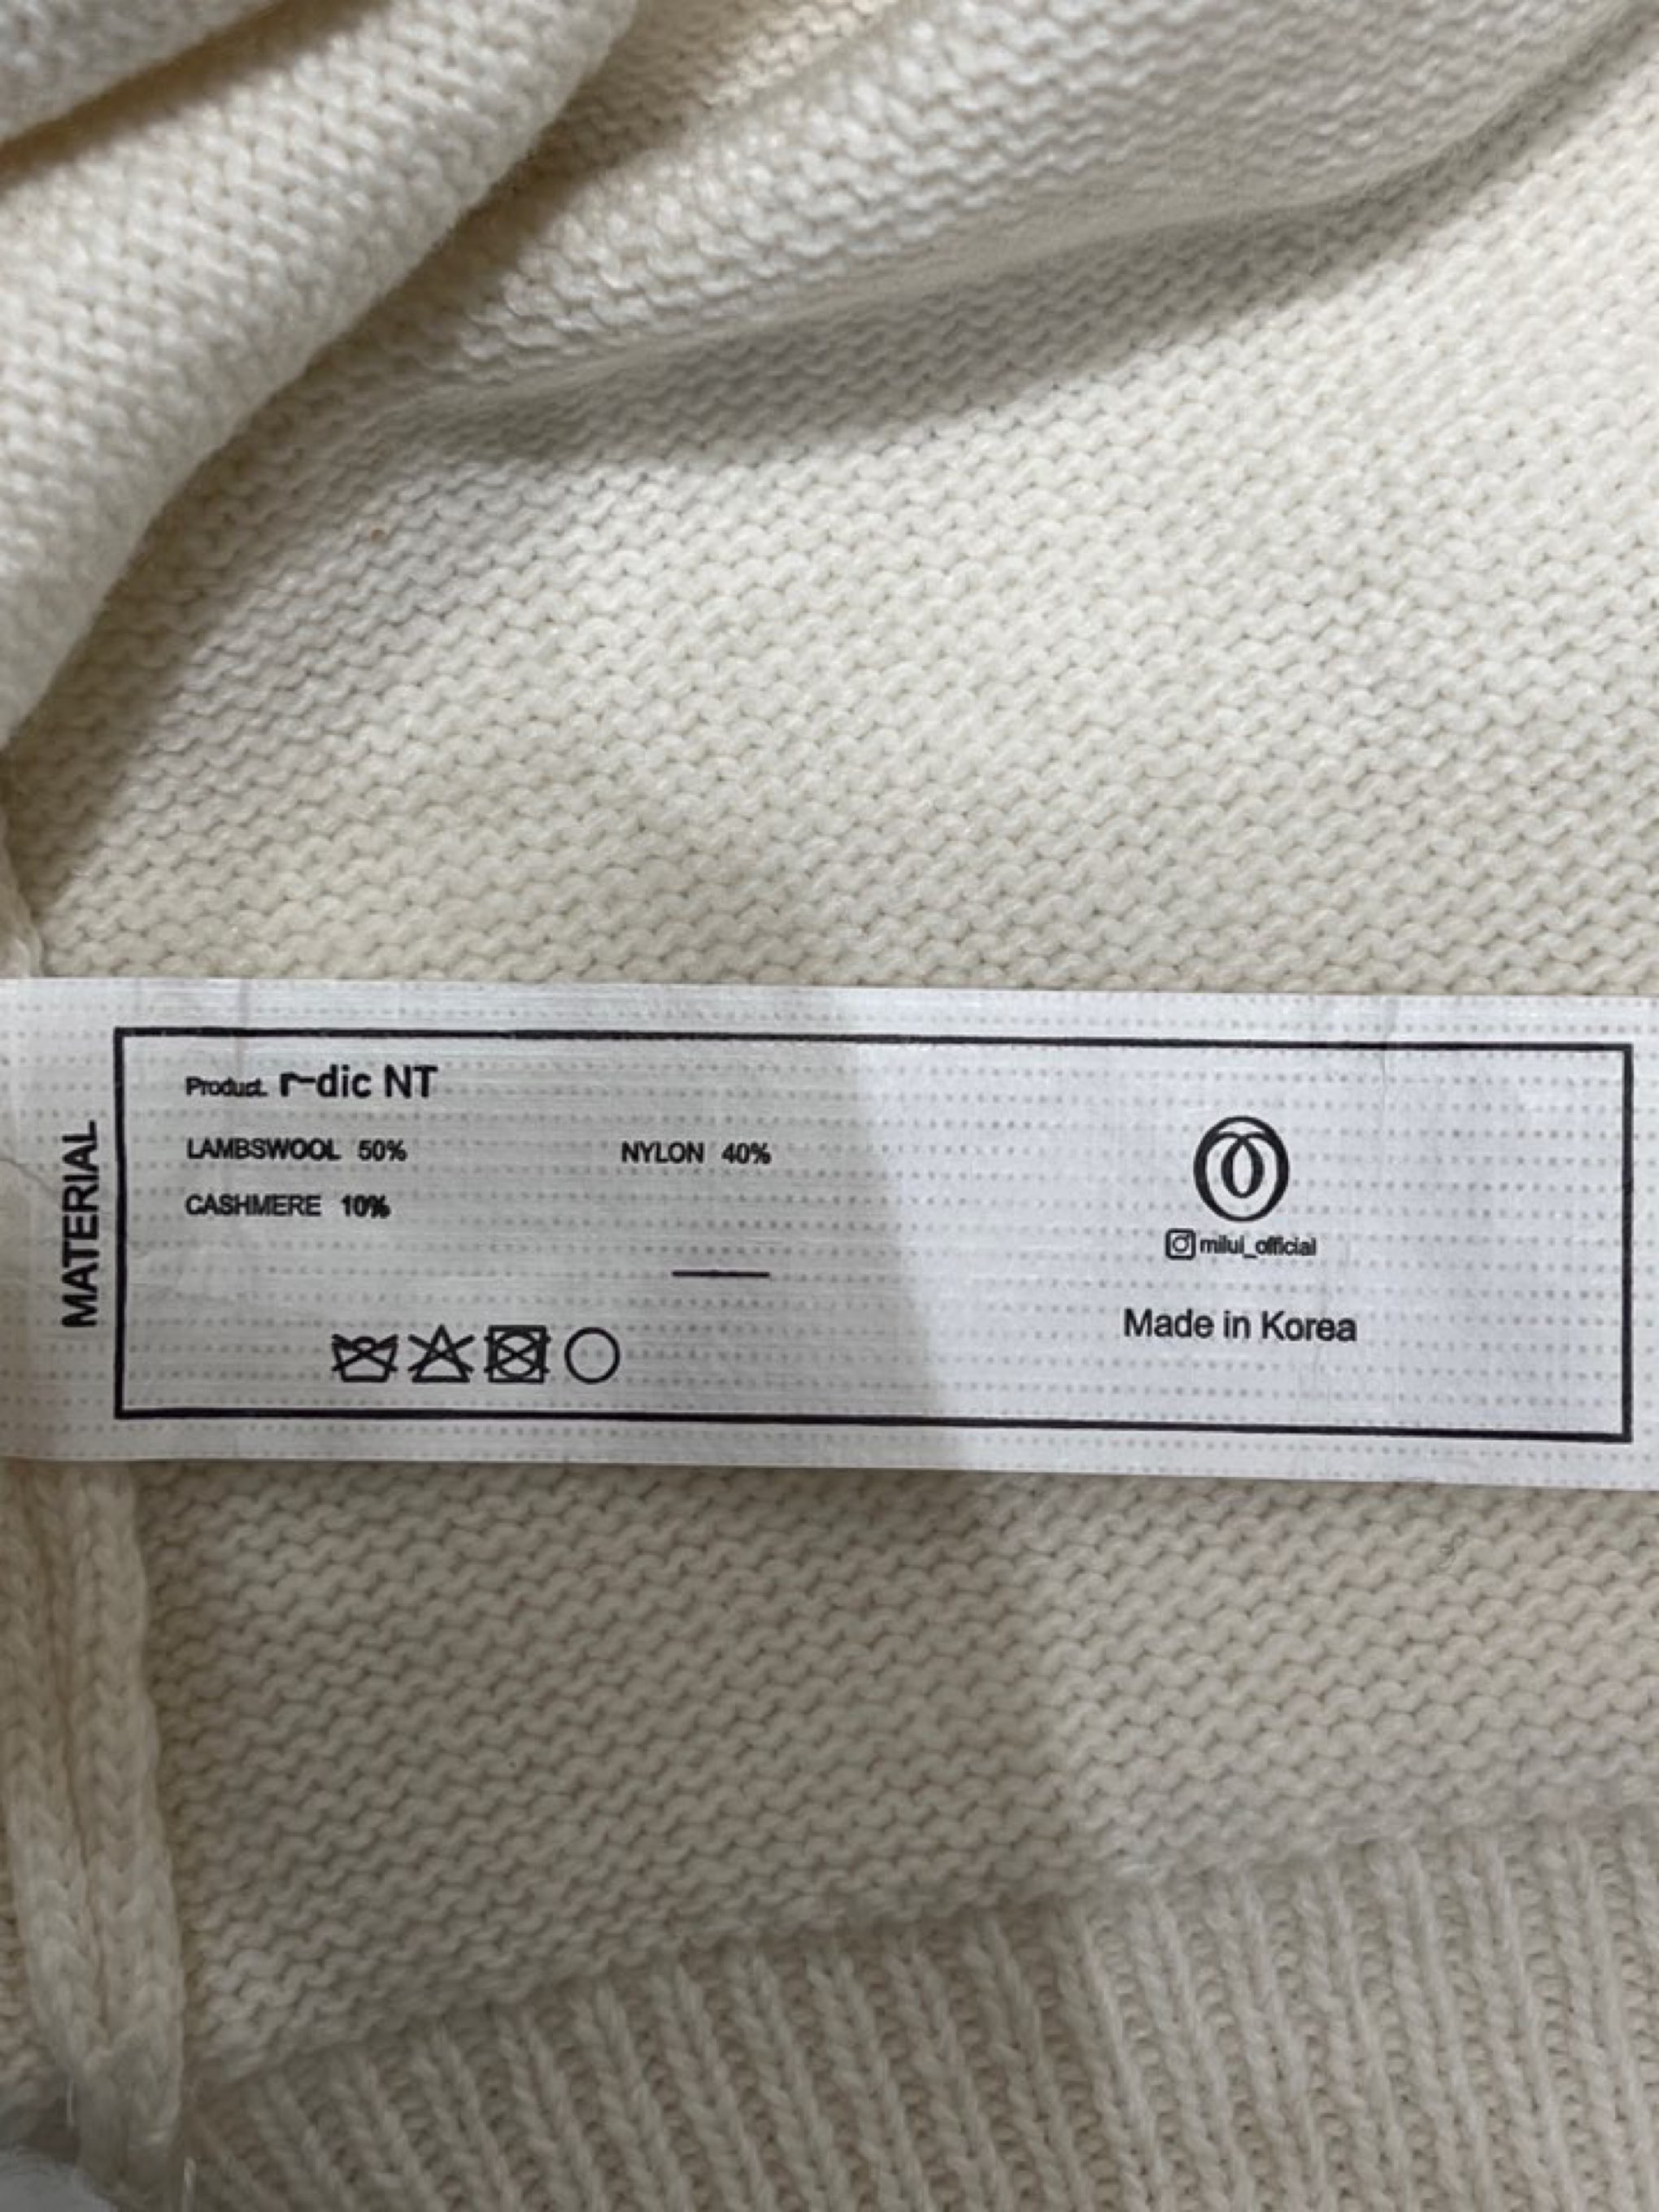 MATERIAL
Product. r-dic NT
LAMBSWOOL 50% NYLON 40%
CASHMERE 10%
milui_official
Made in Korea